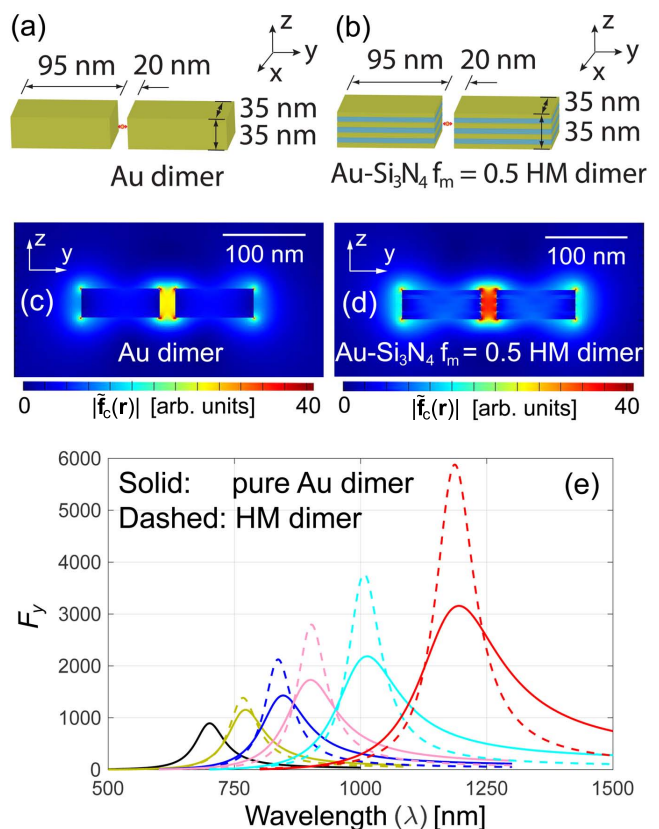 (a)
95 nm 20 nm
z
y
x
35 nm
35 nm
Au dimer
(b)
95 nm 20 nm
z
y
x
35 nm
35 nm
Au-Si₃N₄ fₘ = 0.5 HM dimer
z
y
100 nm
(c)
Au dimer
0 |f̃c(r)| [arb. units] 40
z
y
100 nm
(d)
Au-Si₃N₄ fₘ = 0.5 HM dimer
0 |f̃c(r)| [arb. units] 40
Solid: pure Au dimer
Dashed: HM dimer
(e)
6000
5000
4000
3000
2000
1000
0
F_y
500 750 1000 1250 1500
Wavelength (λ) [nm]